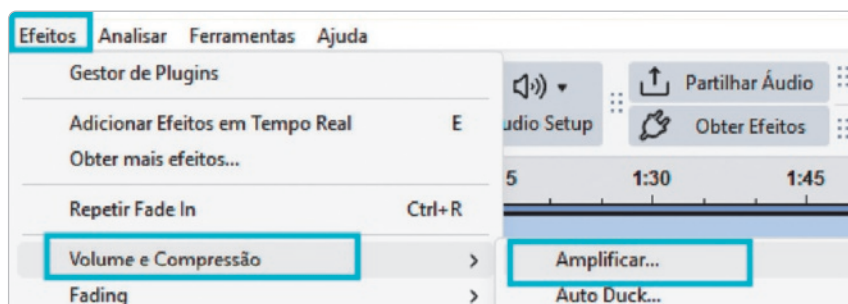 Efeitos Analisar Ferramentas Ajuda
Gestor de Plugins
Partilhar Áudio
Adicionar Efeitos em Tempo Real E
udio Setup
Obter Efeitos
Obter mais efeitos...
5 1:30 1:45
Repetir Fade In Ctrl+R
Volume e Compressão >
Amplificar...
Fading >
Auto Duck...